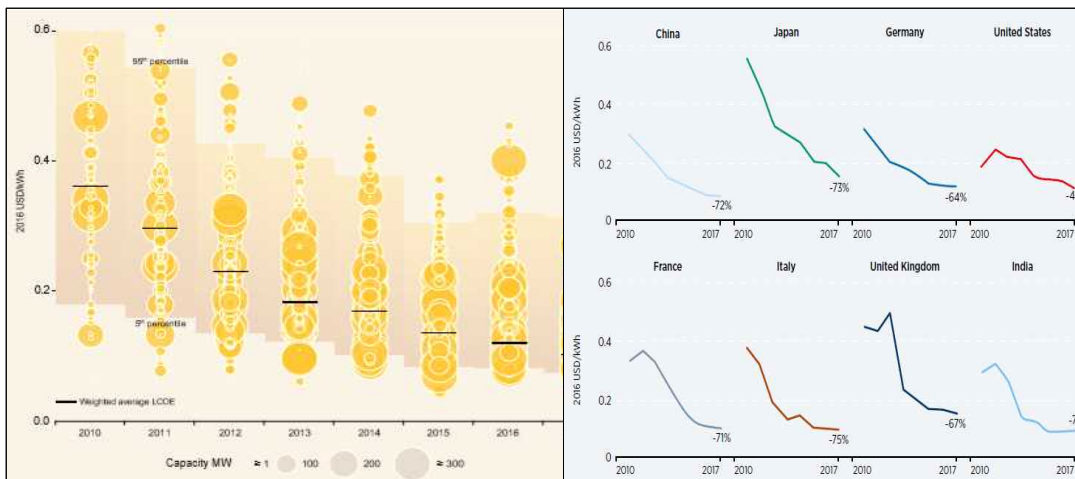 0.6
0.4
0.2
0.0
2016 USD/kWh
95th percentile
5th percentile
Weighted average LCOE
2010 2011 2012 2013 2014 2015 2016
Capacity MW ≥ 1 100 200 ≥ 300
China Japan Germany United States
0.6
0.4
0.2
0
2016 USD/kWh
-72% -73% -64% -4
2010 2017 2010 2017 2010 2017 2010 2017
France Italy United Kingdom India
0.6
0.4
0.2
0
2016 USD/kWh
-71% -75% -67% -7
2010 2017 2010 2017 2010 2017 2010 2017